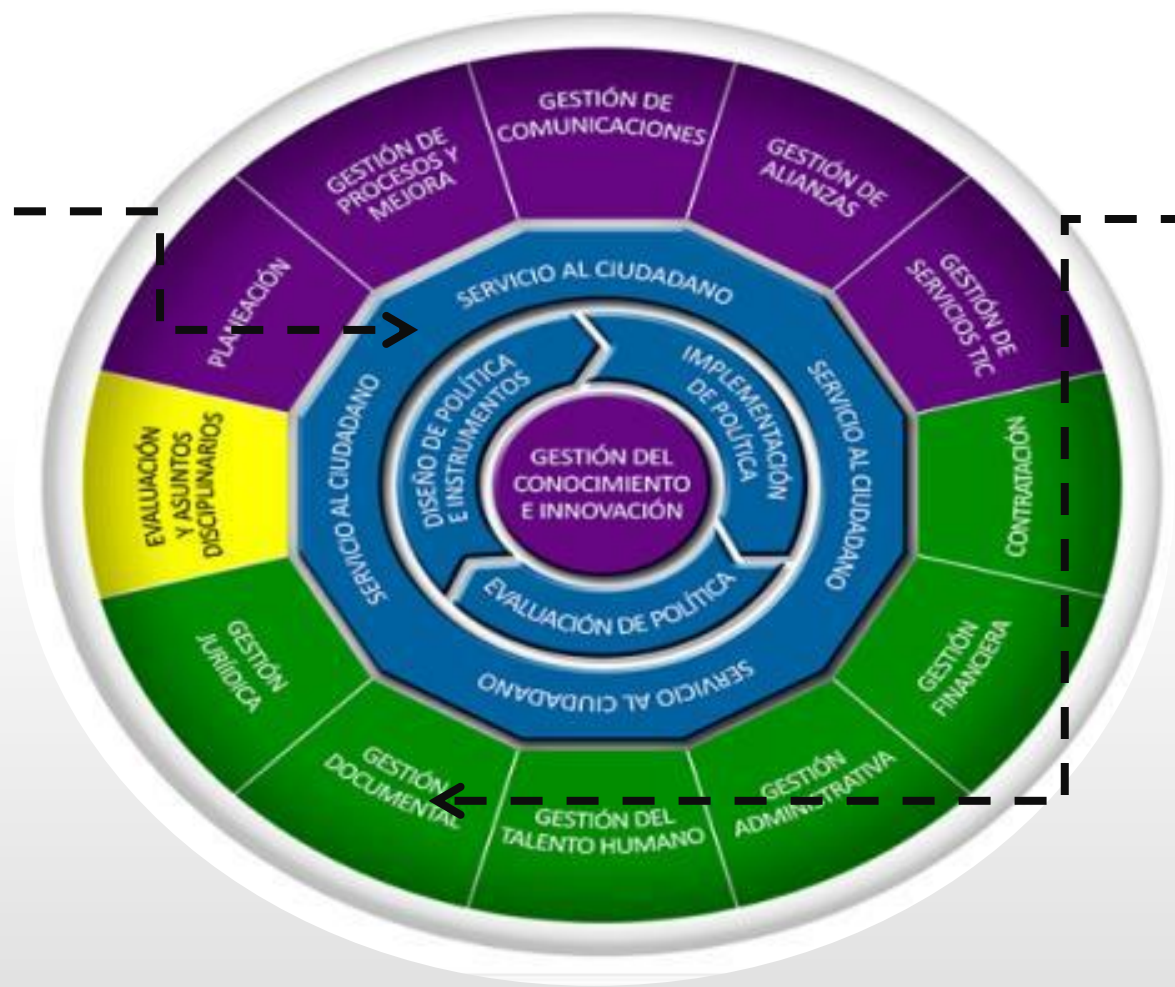 GESTIÓN DE
COMUNICACIONES
GESTIÓN DE
ALIANZAS
GESTIÓN DE
SERVICIOS TIC
CONTRATACIÓN
GESTIÓN
FINANCIERA
GESTIÓN
ADMINISTRATIVA
GESTIÓN DEL
TALENTO HUMANO
GESTIÓN
DOCUMENTAL
GESTIÓN
JURÍDICA
EVALUACIÓN
Y ASUNTOS
DISCIPLINARIOS
PLANEACIÓN
GESTIÓN DE
PROCESOS Y
MEJORA
SERVICIO AL CIUDADANO
SERVICIO AL CIUDADANO
SERVICIO AL CIUDADANO
SERVICIO AL CIUDADANO
DISEÑO DE POLÍTICA
E INSTRUMENTOS
IMPLEMENTACIÓN
DE POLÍTICA
EVALUACIÓN DE POLÍTICA
GESTIÓN DEL
CONOCIMIENTO
E INNOVACIÓN